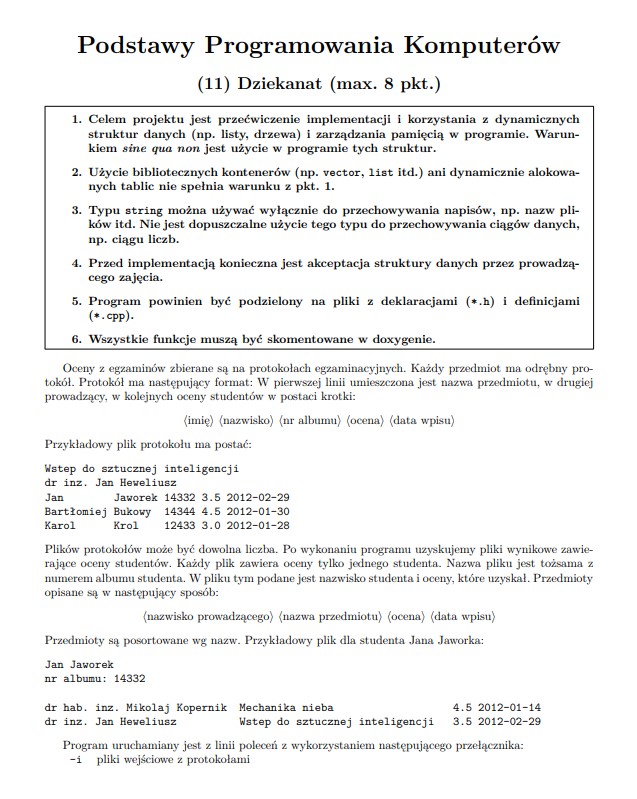 Podstawy Programowania Komputerów
(11) Dziekanat (max. 8 pkt.)
1. Celem projektu jest przećwiczenie implementacji i korzystania z dynamicznych
struktur danych (np. listy, drzewa) i zarządzania pamięcią w programie. Warun-
kiem sine qua non jest użycie w programie tych struktur.
2. Użycie bibliotecznych kontenerów (np. vector, list itd.) ani dynamicznie alokowa-
nych tablic nie spełnia warunku z pkt. 1.
3. Typu string można używać wyłącznie do przechowywania napisów, np. nazw pli-
ków itd. Nie jest dopuszczalne użycie tego typu do przechowywania ciągów danych,
np. ciągu liczb.
4. Przed implementacją konieczna jest akceptacja struktury danych przez prowadzą-
cego zajęcia.
5. Program powinien być podzielony na pliki z deklaracjami (*.h) i definicjami
(*.cpp).
6. Wszystkie funkcje muszą być skomentowane w doxygenie.
Oceny z egzaminów zbierane są na protokołach egzaminacyjnych. Każdy przedmiot ma odrębny pro-
tokół. Protokół ma następujący format: W pierwszej linii umieszczona jest nazwa przedmiotu, w drugiej
prowadzący, w kolejnych oceny studentów w postaci krotki:
⟨imię⟩ ⟨nazwisko⟩ ⟨nr albumu⟩ ⟨ocena⟩ ⟨data wpisu⟩
Przykładowy plik protokołu ma postać:
Wstep do sztucznej inteligencji
dr inz. Jan Heweliusz
Jan Jaworek 14332 3.5 2012-02-29
Bartłomiej Bukowy 14344 4.5 2012-01-30
Karol Krol 12433 3.0 2012-01-28
Plików protokołów może być dowolna liczba. Po wykonaniu programu uzyskujemy pliki wynikowe zawie-
rające oceny studentów. Każdy plik zawiera oceny tylko jednego studenta. Nazwa pliku jest tożsama z
numerem albumu studenta. W pliku tym podane jest nazwisko studenta i oceny, które uzyskał. Przedmioty
opisane są w następujący sposób:
⟨nazwisko prowadzącego⟩ ⟨nazwa przedmiotu⟩ ⟨ocena⟩ ⟨data wpisu⟩
Przedmioty są posortowane wg nazw. Przykładowy plik dla studenta Jana Jaworka:
Jan Jaworek
nr albumu: 14332
dr hab. inz. Mikolaj Kopernik Mechanika nieba 4.5 2012-01-14
dr inz. Jan Heweliusz Wstep do sztucznej inteligencji 3.5 2012-02-29
Program uruchamiany jest z linii poleceń z wykorzystaniem następującego przełącznika:
-i pliki wejściowe z protokołami